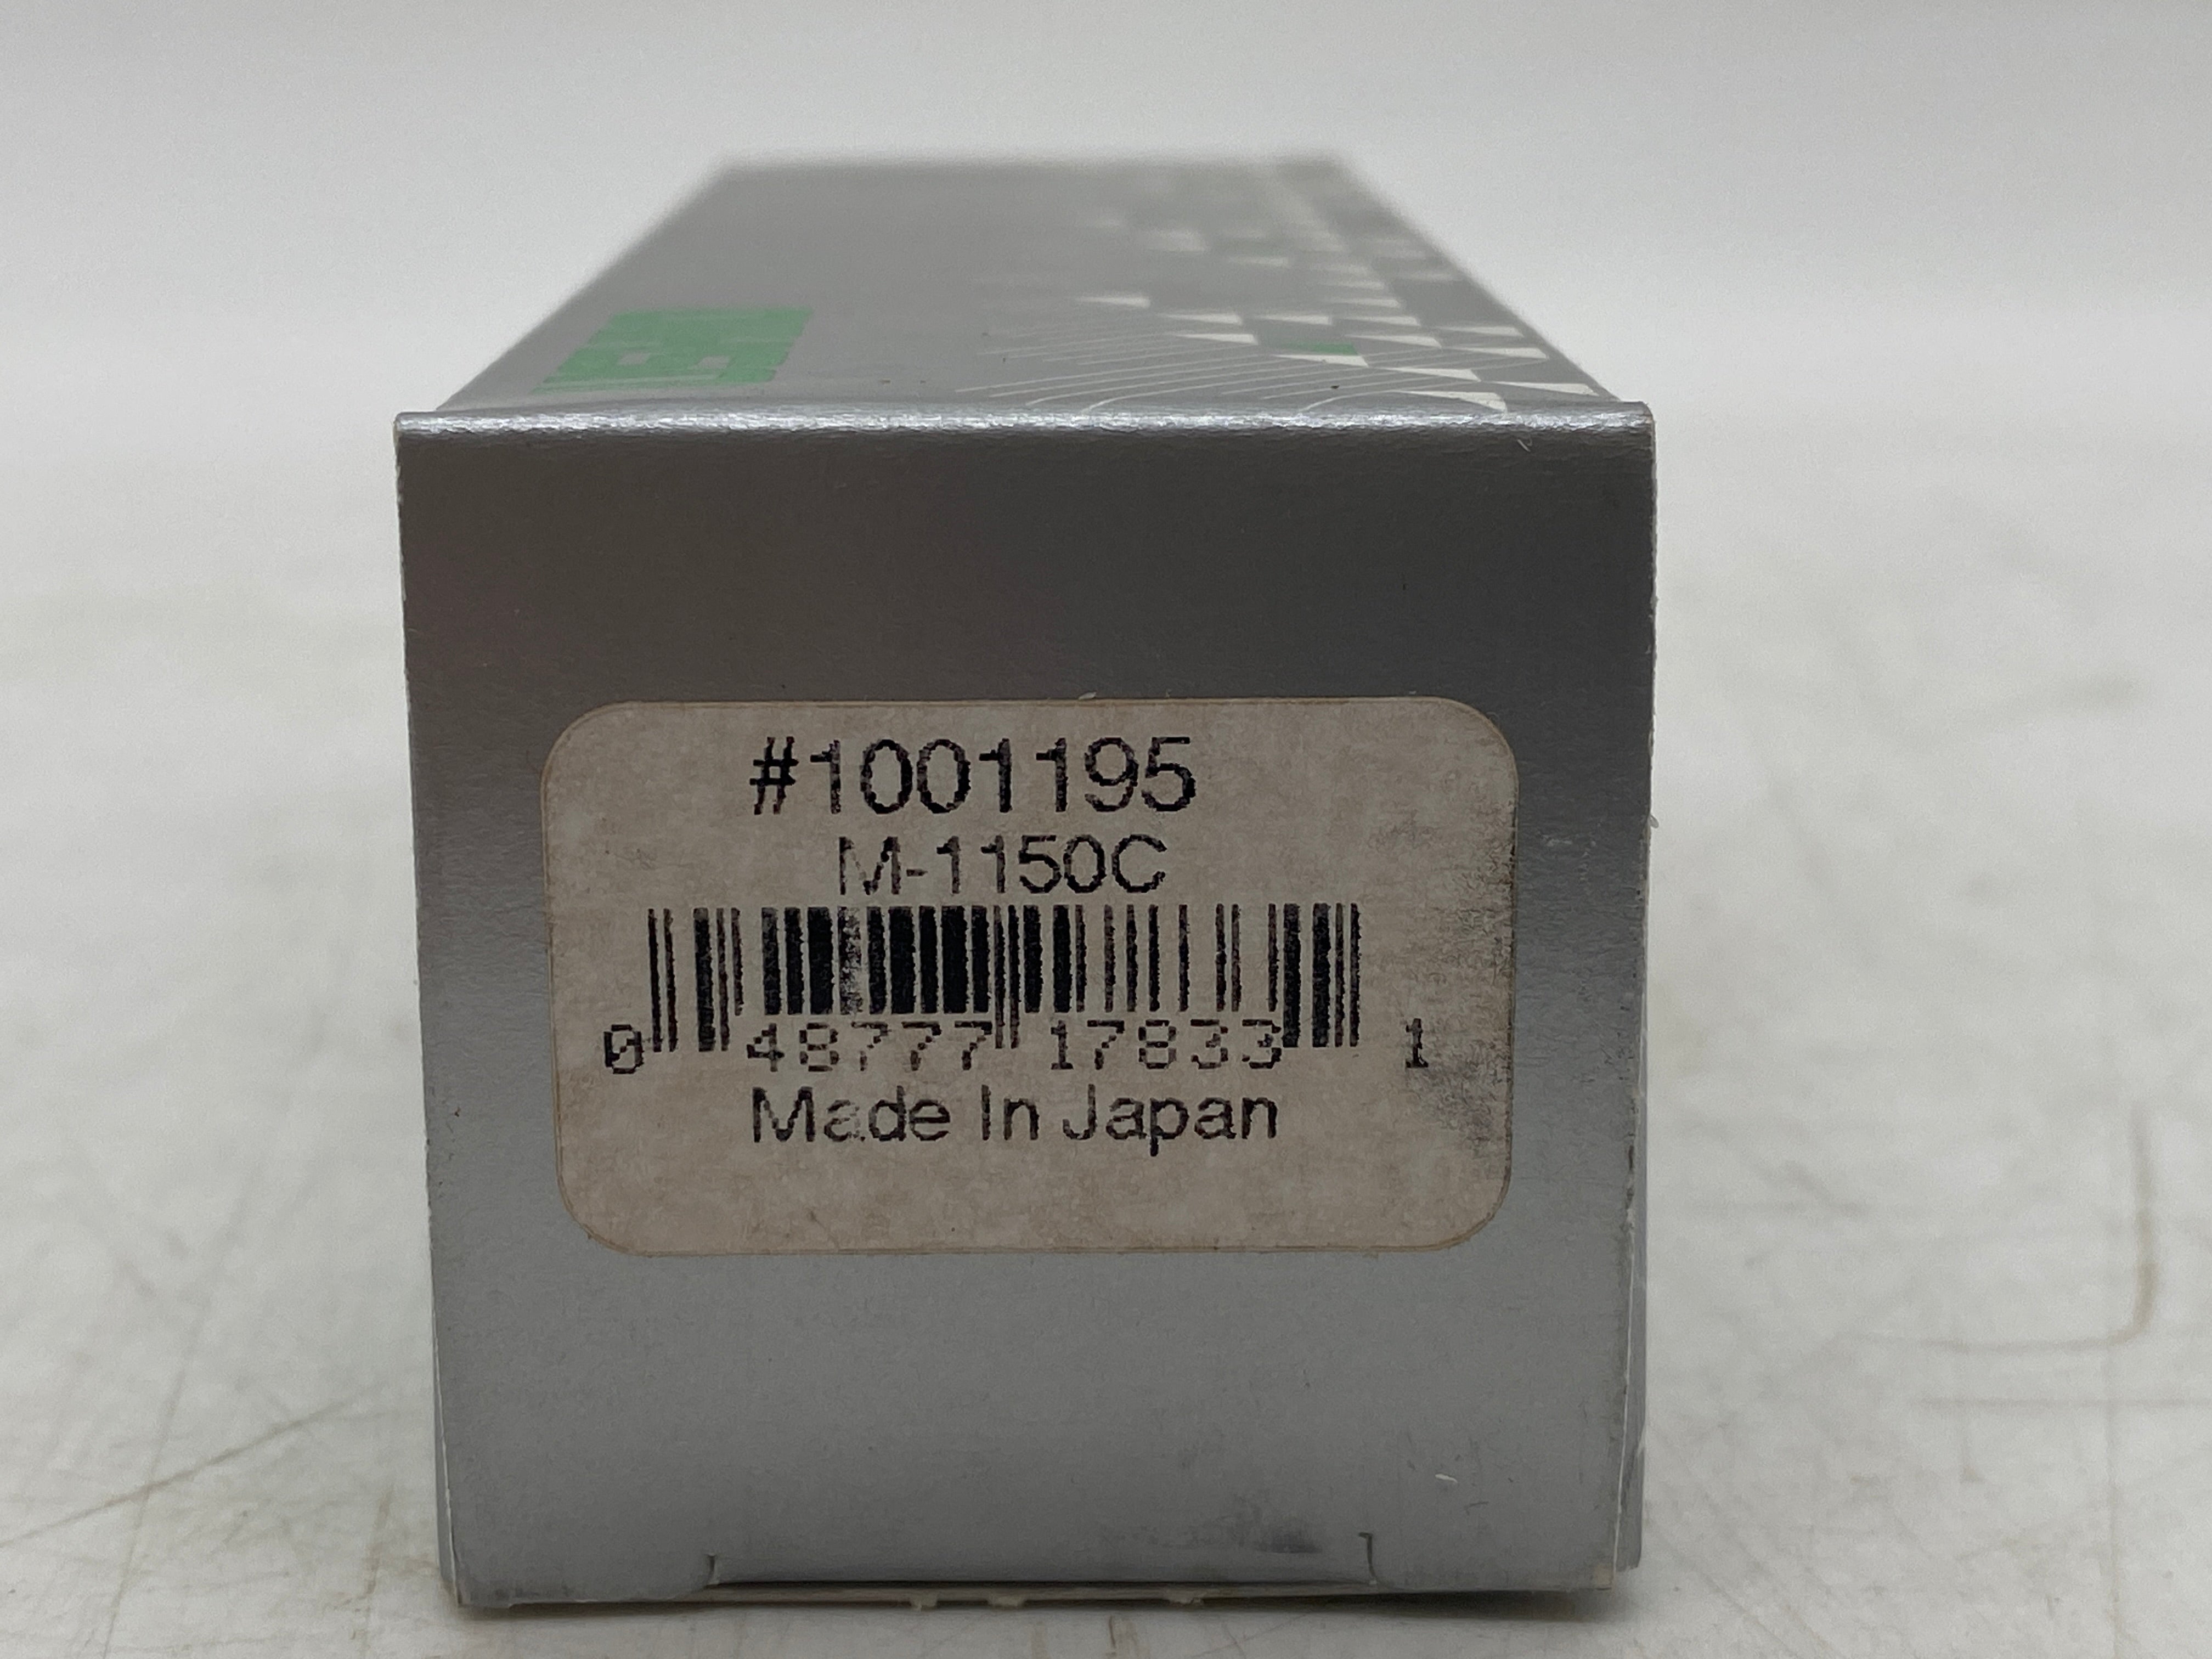 #1001195
M-1150C
0 48777 17833 1
Made In Japan